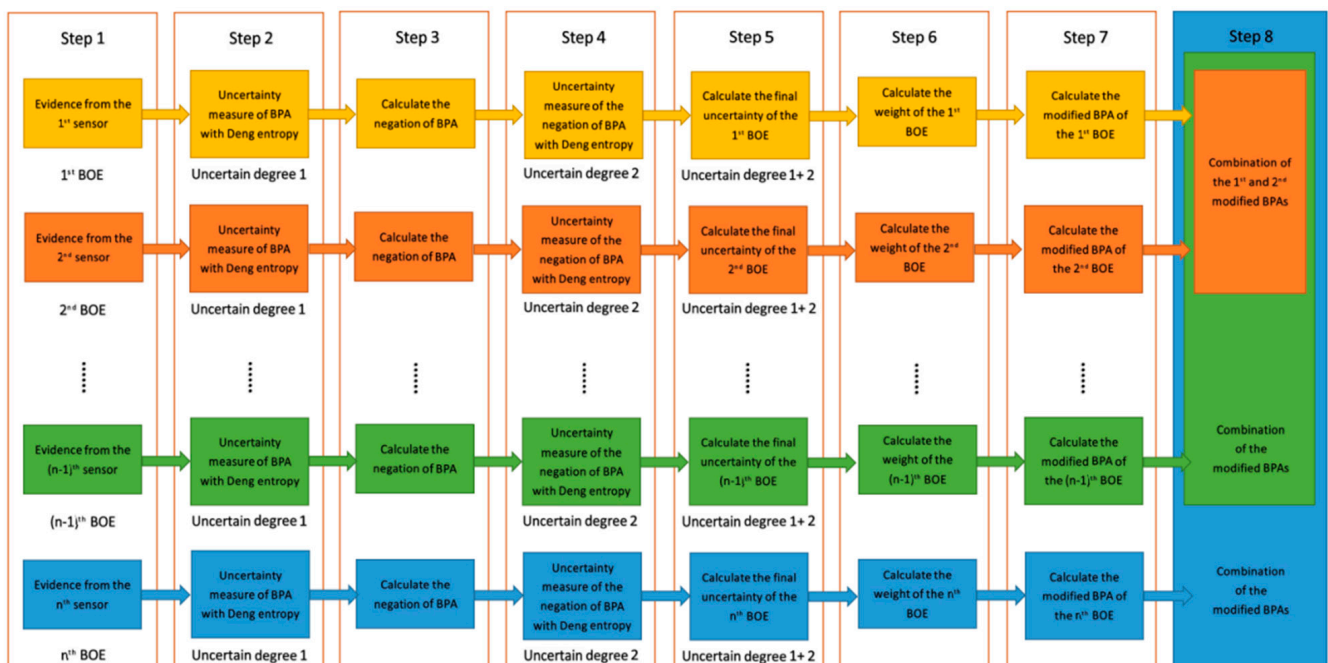 Step 1
Step 2
Step 3
Step 4
Step 5
Step 6
Step 7
Step 8
Evidence from the
1st sensor
1st BOE
Uncertainty
measure of BPA
with Deng entropy
Uncertain degree 1
Calculate the
negation of BPA
Uncertainty
measure of the
negation of BPA
with Deng entropy
Uncertain degree 2
Calculate the final
uncertainty of the
1st BOE
Uncertain degree 1+ 2
Calculate the
weight of the 1st
BOE
Calculate the
modified BPA of
the 1st BOE
Combination of
the 1st and 2nd
modified BPAs
Evidence from the
2nd sensor
2nd BOE
Uncertainty
measure of BPA
with Deng entropy
Uncertain degree 1
Calculate the
negation of BPA
Uncertainty
measure of the
negation of BPA
with Deng entropy
Uncertain degree 2
Calculate the final
uncertainty of the
2nd BOE
Uncertain degree 1+ 2
Calculate the
weight of the 2nd
BOE
Calculate the
modified BPA of
the 2nd BOE
Evidence from the
(n-1)th sensor
(n-1)th BOE
Uncertainty
measure of BPA
with Deng entropy
Uncertain degree 1
Calculate the
negation of BPA
Uncertainty
measure of the
negation of BPA
with Deng entropy
Uncertain degree 2
Calculate the final
uncertainty of the
(n-1)th BOE
Uncertain degree 1+ 2
Calculate the
weight of the
(n-1)th BOE
Calculate the
modified BPA of
the (n-1)th BOE
Combination
of the
modified BPAs
Evidence from the
nth sensor
nth BOE
Uncertainty
measure of BPA
with Deng entropy
Uncertain degree 1
Calculate the
negation of BPA
Uncertainty
measure of the
negation of BPA
with Deng entropy
Uncertain degree 2
Calculate the final
uncertainty of the
nth BOE
Uncertain degree 1+ 2
Calculate the
weight of the nth
BOE
Calculate the
modified BPA of
the nth BOE
Combination
of the
modified BPAs